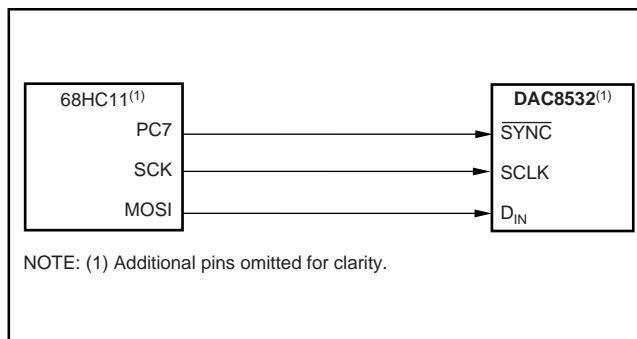 68HC11(1)
PC7
SCK
MOSI
DAC8532(1)
SYNC
SCLK
DIN
NOTE: (1) Additional pins omitted for clarity.